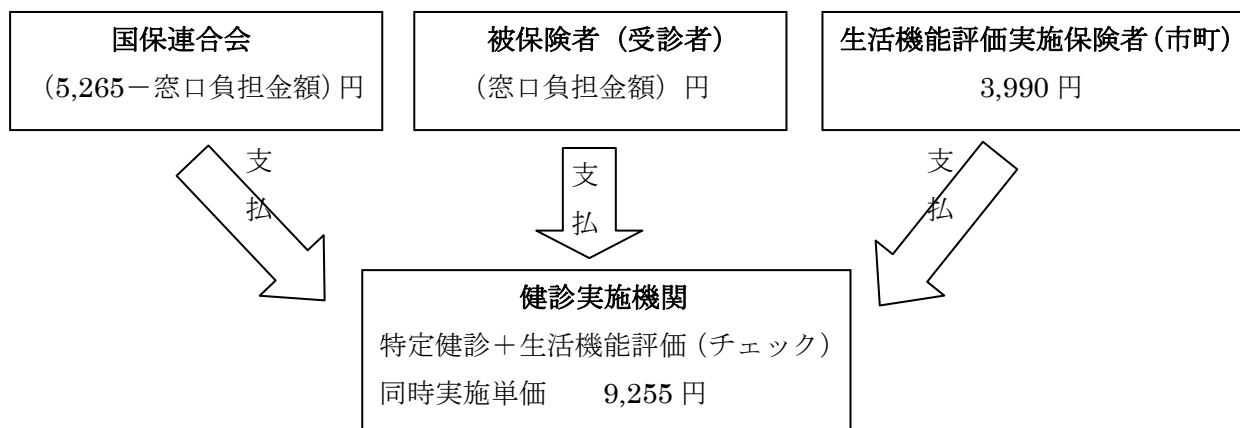 国保連合会
（5,265－窓口負担金額）円
被保険者（受診者）
（窓口負担金額）円
生活機能評価実施保険者（市町）
3,990 円
支払
支払
支払
健診実施機関
特定健診＋生活機能評価（チェック）
同時実施単価　9,255 円